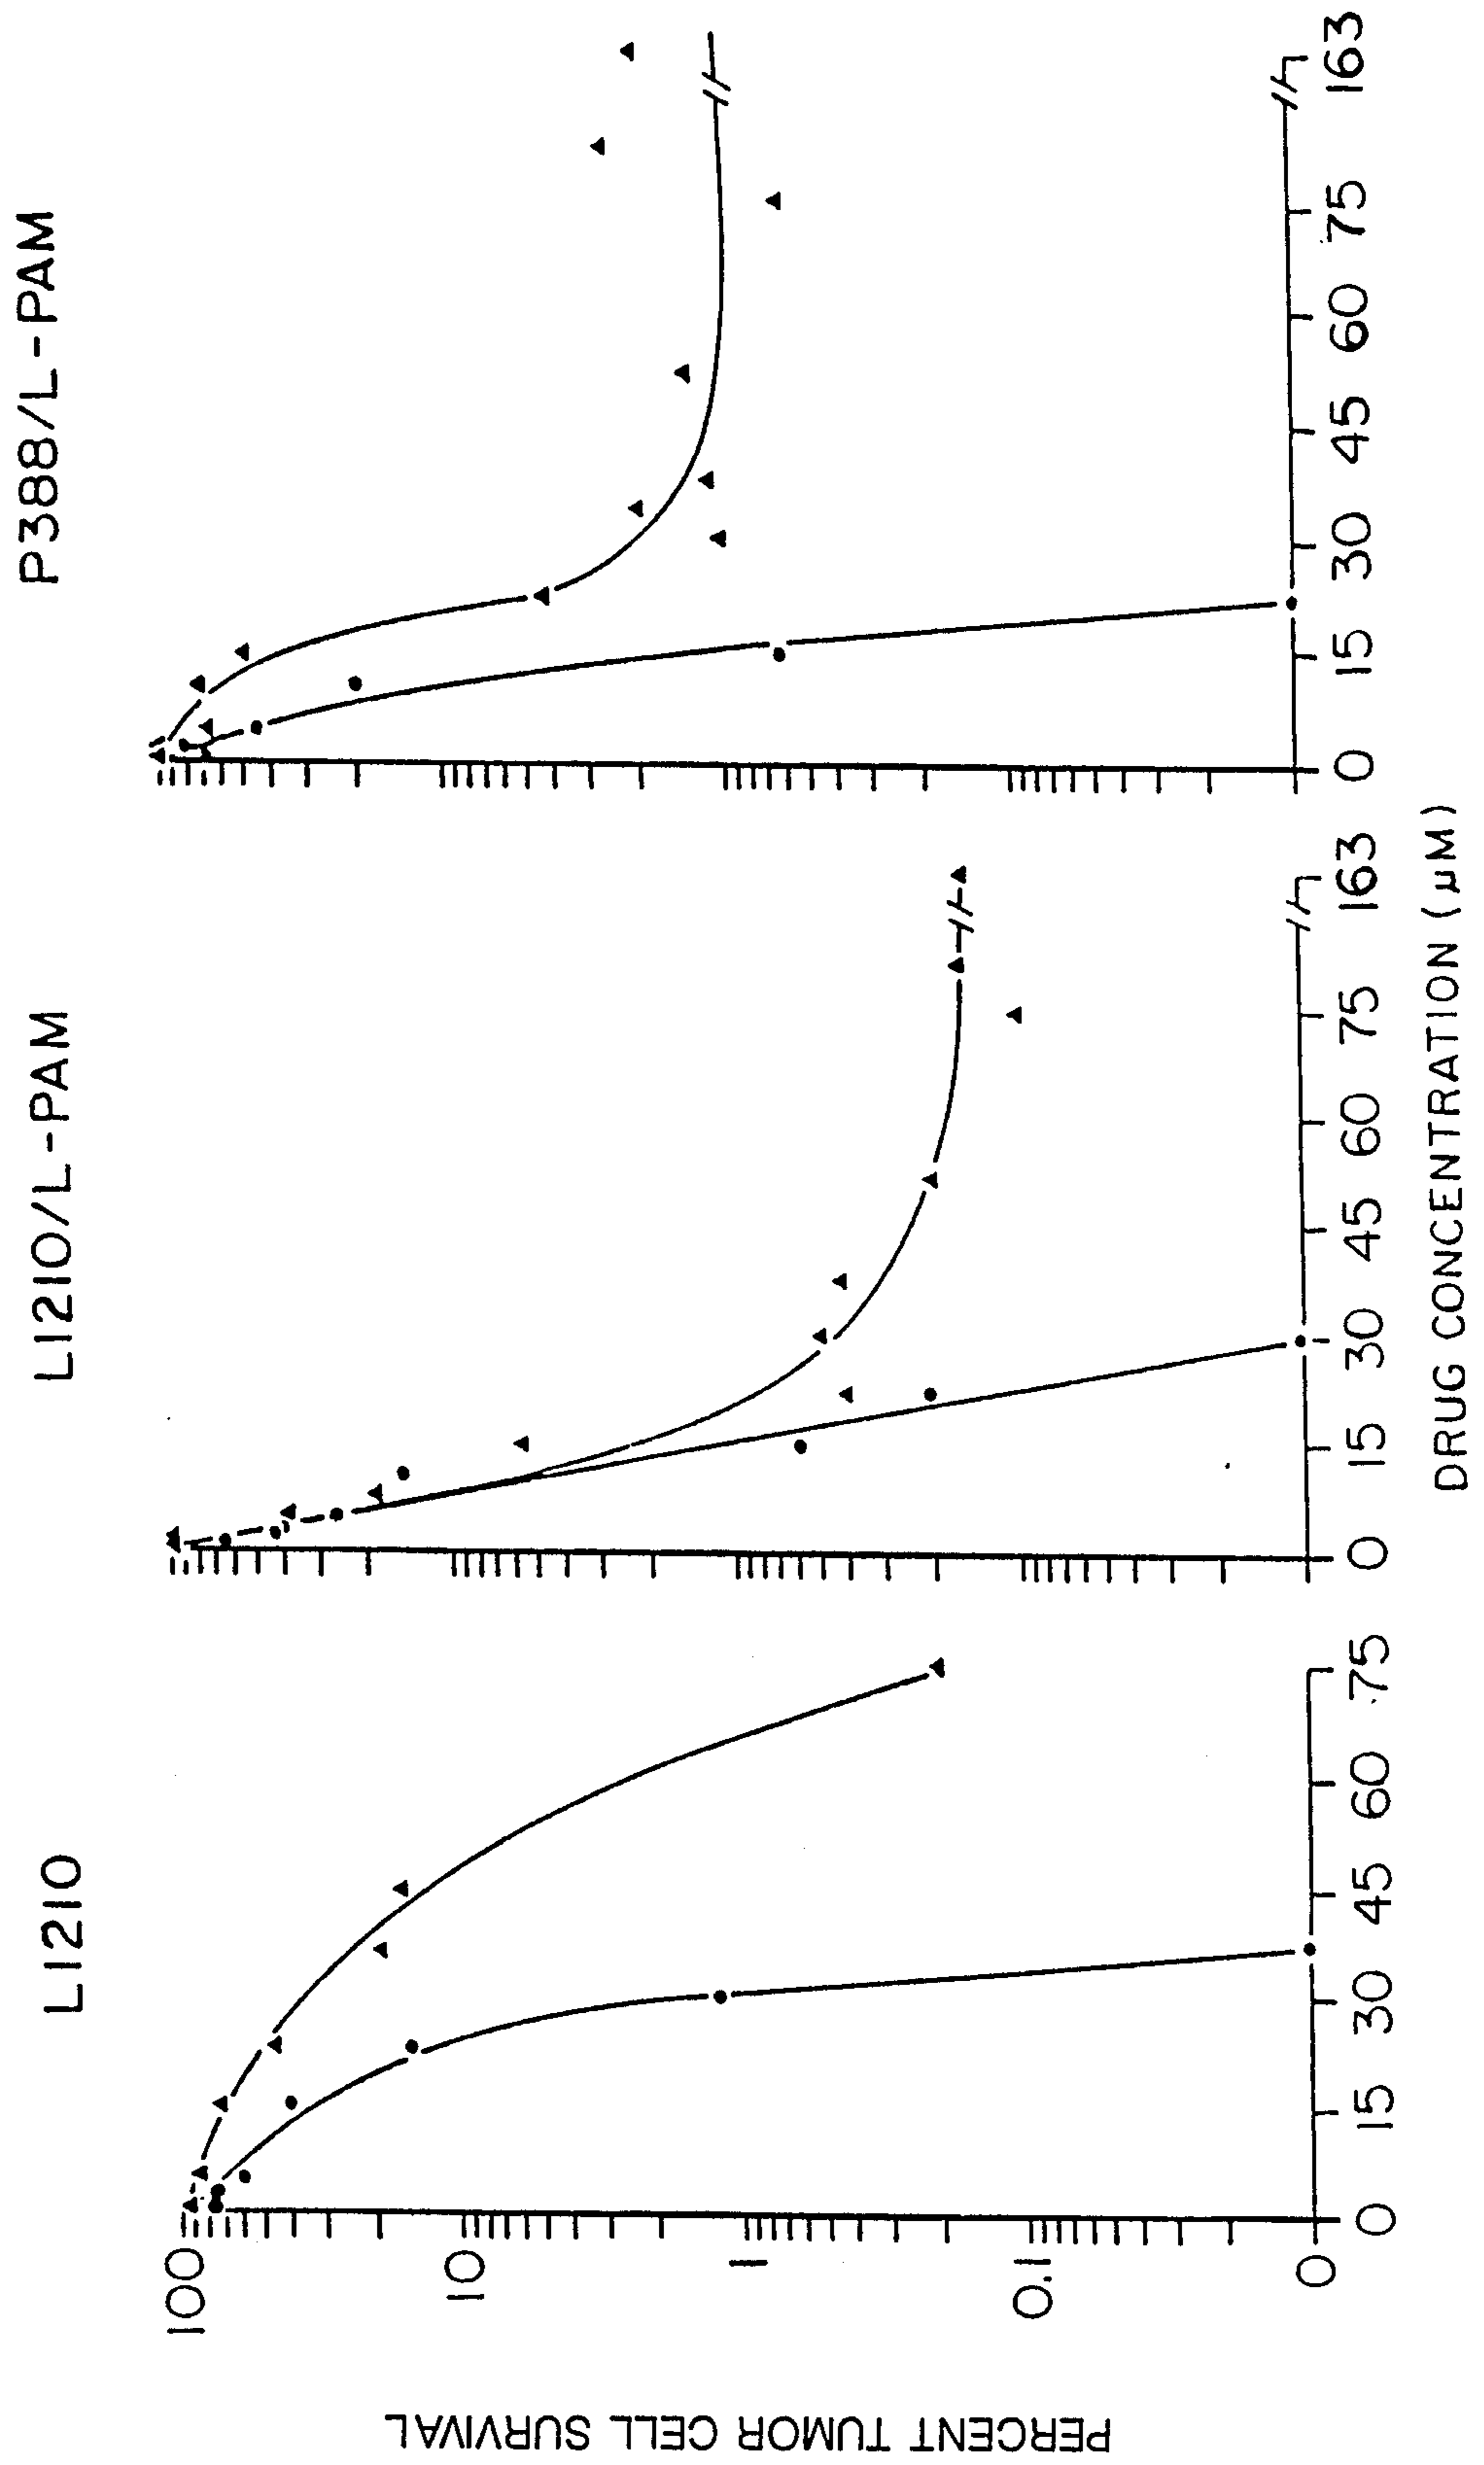 L1210
L1210/L-PAM
P388/L-PAM
PERCENT TUMOR CELL SURVIVAL
100
10
1
0.1
0
0 15 30 45 60 75
0 15 30 45 60 75 163
0 15 30 45 60 75 163
DRUG CONCENTRATION (µM)